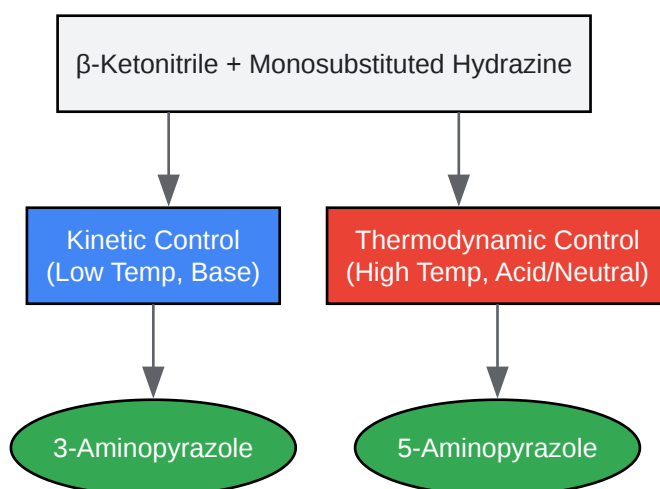 β-Ketonitrile + Monosubstituted Hydrazine
Kinetic Control
(Low Temp, Base)
Thermodynamic Control
(High Temp, Acid/Neutral)
3-Aminopyrazole
5-Aminopyrazole